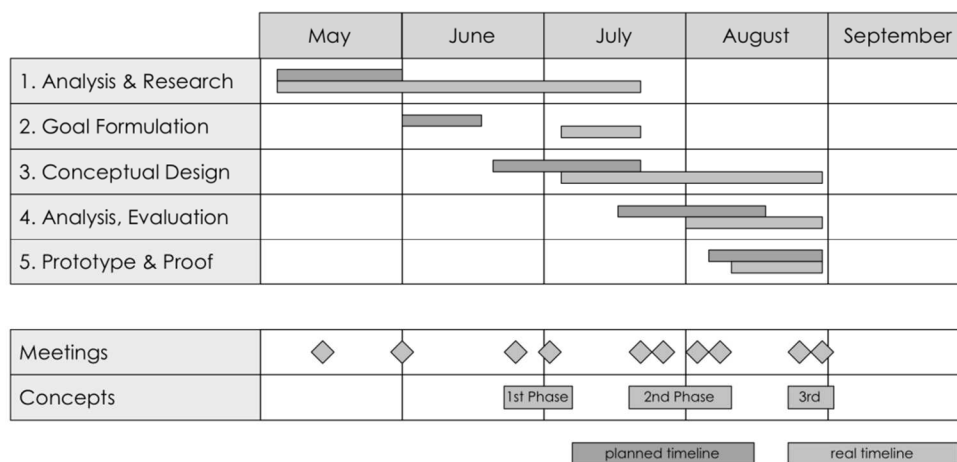 May June July August September
1. Analysis & Research
2. Goal Formulation
3. Conceptual Design
4. Analysis, Evaluation
5. Prototype & Proof
Meetings
Concepts 1st Phase 2nd Phase 3rd
planned timeline real timeline